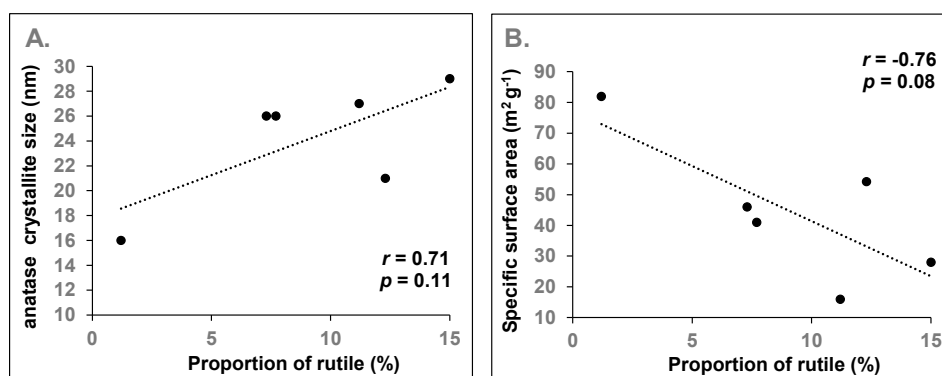 A.
anatase crystallite size (nm)
30
28
26
24
22
20
18
16
14
12
10
r = 0.71
p = 0.11
0
5
10
15
Proportion of rutile (%)
B.
Specific surface area (m² g⁻¹)
r = -0.76
p = 0.08
90
80
70
60
50
40
30
20
10
0
5
10
15
Proportion of rutile (%)